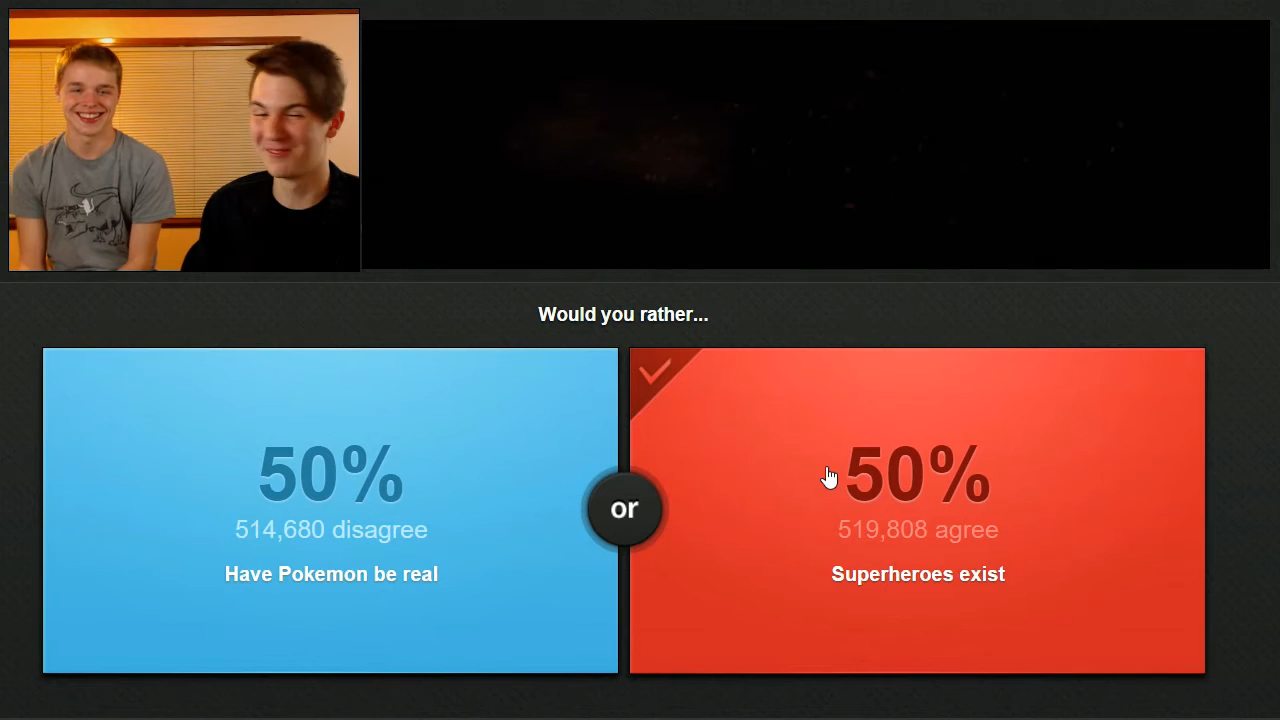 Would you rather...
50%
514,680 disagree
Have Pokemon be real
or
50%
519,808 agree
Superheroes exist